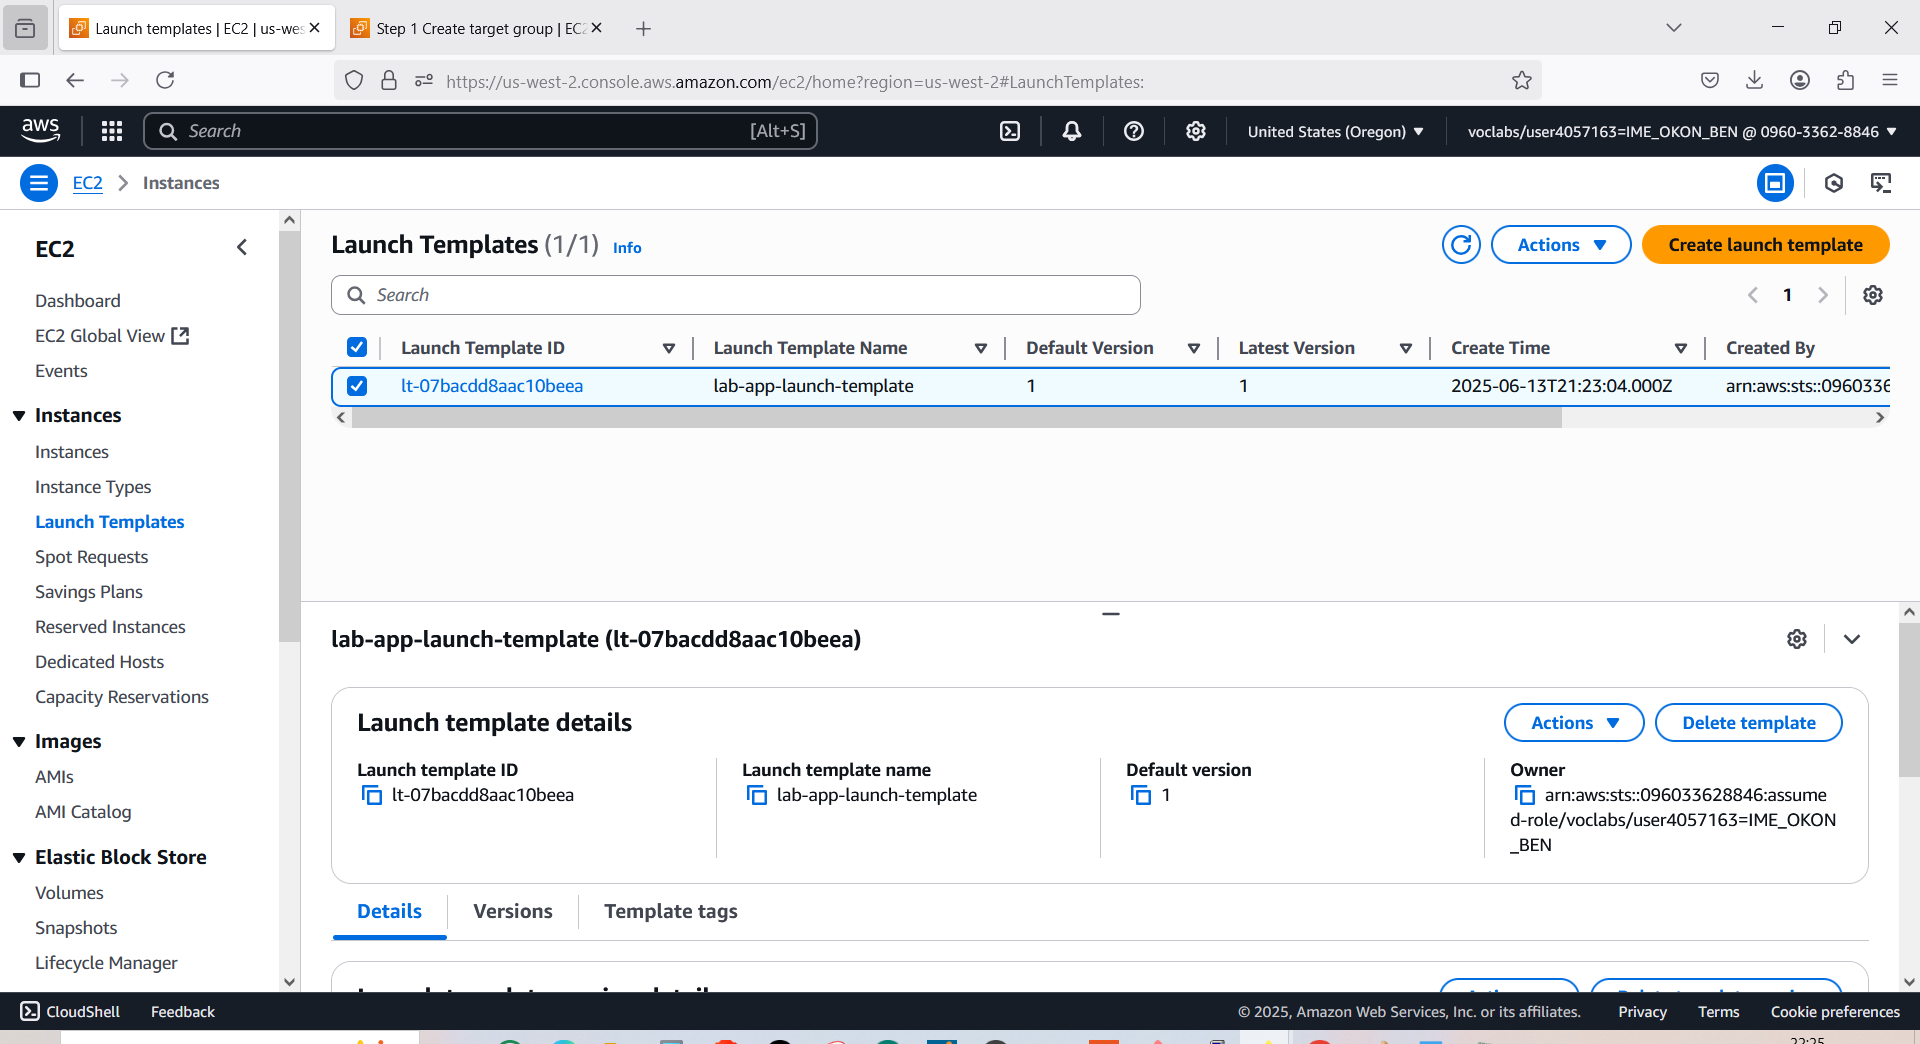 Launch templates | EC2 | us-wes
Step 1 Create target group | EC2
https://us-west-2.console.aws.amazon.com/ec2/home?region=us-west-2#LaunchTemplates:
aws
Search
[Alt+S]
United States (Oregon)
voclabs/user4057163=IME_OKON_BEN @ 0960-3362-8846
EC2
Instances
EC2
Dashboard
EC2 Global View
Events
Instances
Instances
Instance Types
Launch Templates
Spot Requests
Savings Plans
Reserved Instances
Dedicated Hosts
Capacity Reservations
Images
AMIs
AMI Catalog
Elastic Block Store
Volumes
Snapshots
Lifecycle Manager
Launch Templates (1/1) Info
Actions
Create launch template
Search
1
Launch Template ID
Launch Template Name
Default Version
Latest Version
Create Time
Created By
lt-07bacdd8aac10beea
lab-app-launch-template
1
1
2025-06-13T21:23:04.000Z
arn:aws:sts::0960336
lab-app-launch-template (lt-07bacdd8aac10beea)
Launch template details
Actions
Delete template
Launch template ID
lt-07bacdd8aac10beea
Launch template name
lab-app-launch-template
Default version
1
Owner
arn:aws:sts::096033628846:assume
d-role/voclabs/user4057163=IME_OKON
_BEN
Details
Versions
Template tags
CloudShell
Feedback
© 2025, Amazon Web Services, Inc. or its affiliates.
Privacy
Terms
Cookie preferences